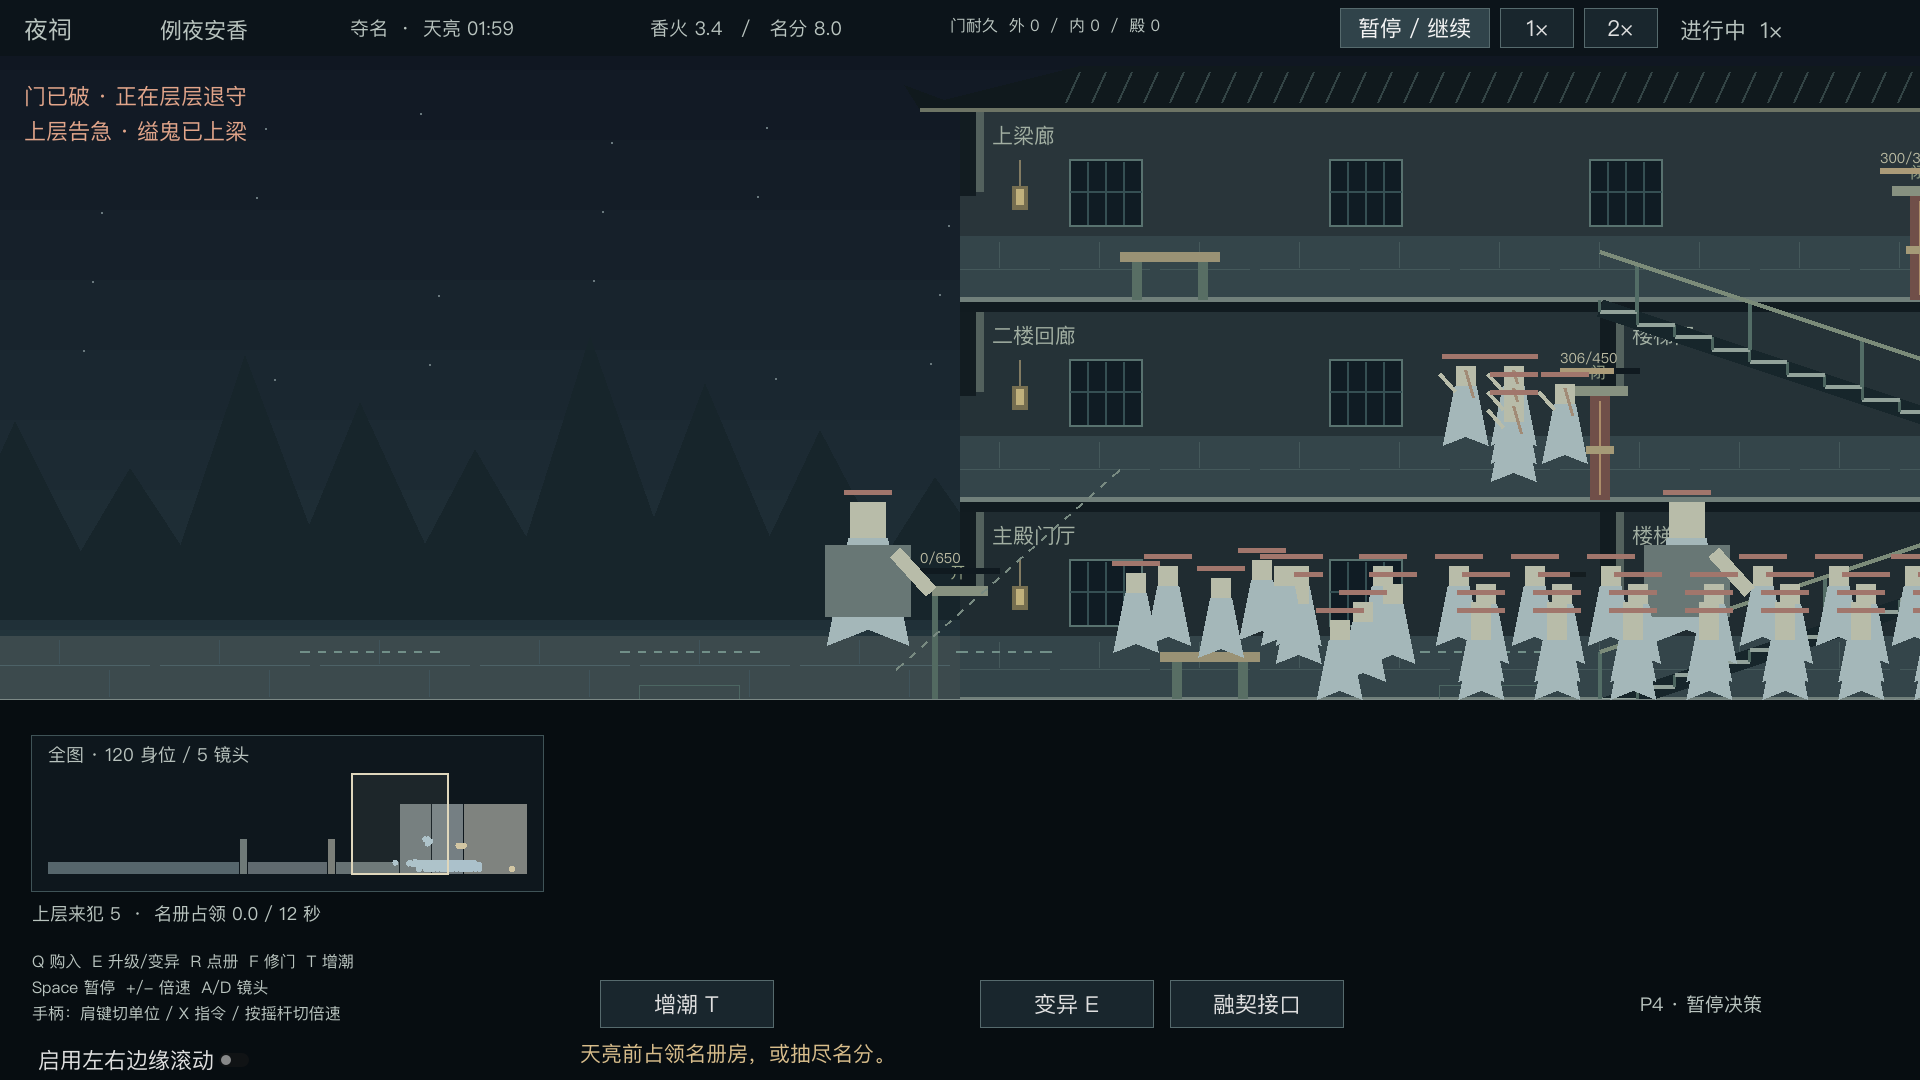 夜祠
例夜安香
夺名 · 天亮 01:59
香火 3.4 / 名分 8.0
门耐久 外 0 / 内 0 / 殿 0
暂停 / 继续
1×
2×
进行中 1×
门已破 · 正在层层退守
上层告急 · 缢鬼已上梁
上梁廊
300/3
二楼回廊
306/450
闭
主殿门厅
楼梯
0/650
全图 · 120 身位 / 5 镜头
上层来犯 5 · 名册占领 0.0 / 12 秒
Q 购入 E 升级/变异 R 点册 F 修门 T 增潮
Space 暂停 +/− 倍速 A/D 镜头
手柄：肩键切单位 / X 指令 / 按摇杆切倍速
启用左右边缘滚动
增潮 T
变异 E
融契接口
P4 · 暂停决策
天亮前占领名册房，或抽尽名分。